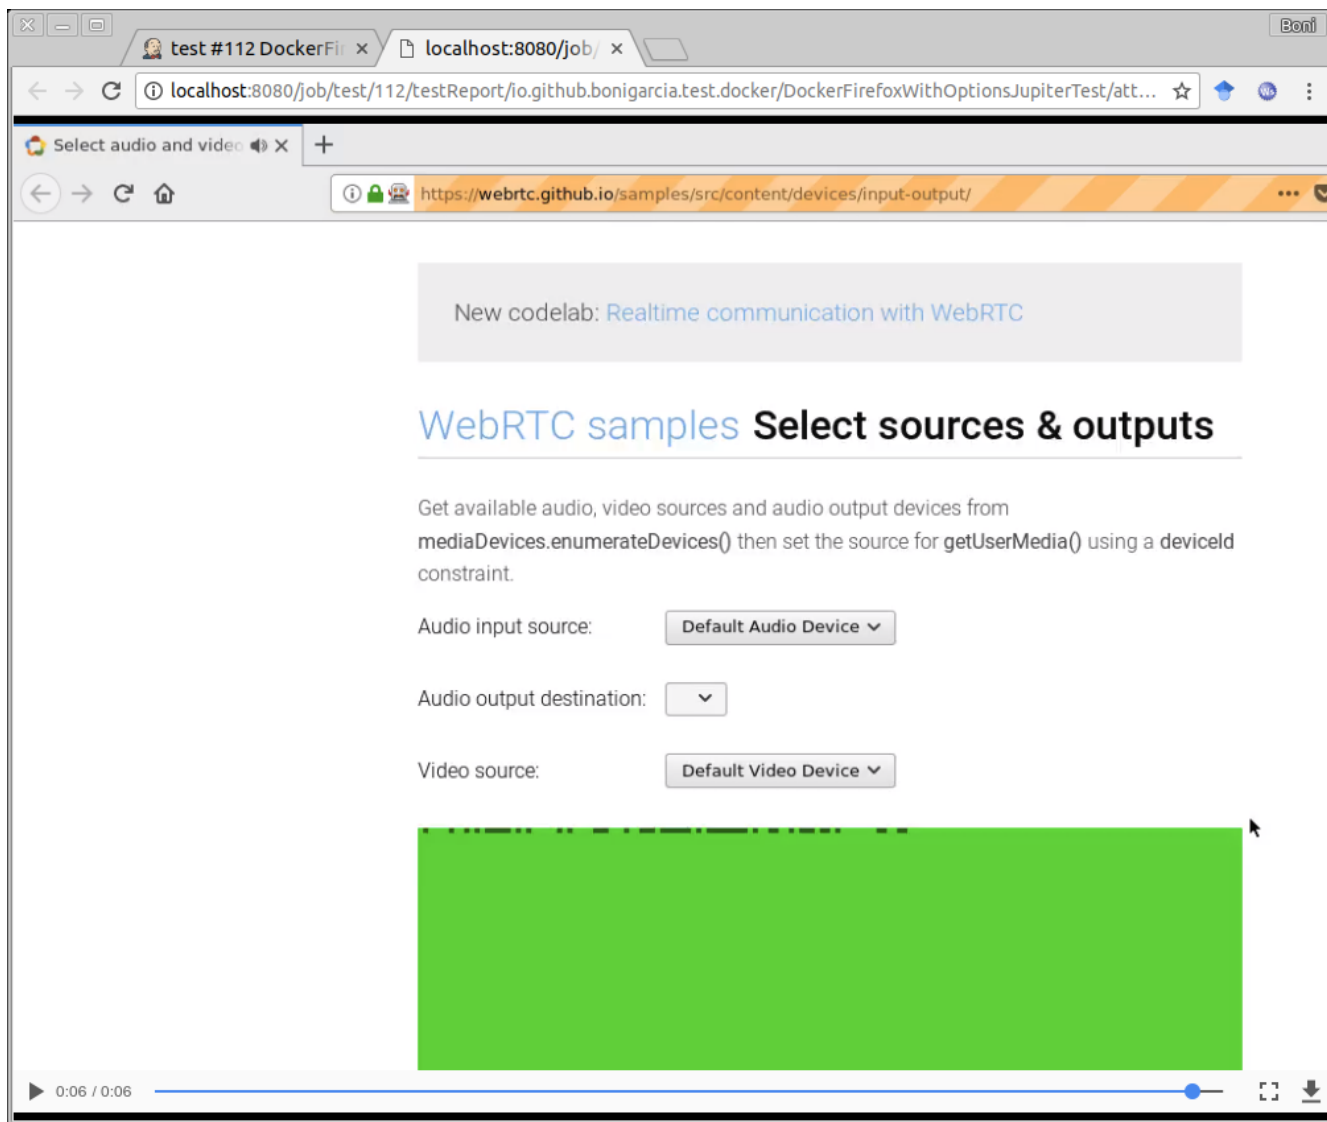 Boni
test #112 DockerFi
localhost:8080/job/
localhost:8080/job/test/112/testReport/io.github.bonigarcia.test.docker/DockerFirefoxWithOptionsJupiterTest/att...
Select audio and video
https://webrtc.github.io/samples/src/content/devices/input-output/
New codelab: Realtime communication with WebRTC
WebRTC samples Select sources & outputs
Get available audio, video sources and audio output devices from
mediaDevices.enumerateDevices() then set the source for getUserMedia() using a deviceId
constraint.
Audio input source: Default Audio Device
Audio output destination:
Video source: Default Video Device
0:06 / 0:06